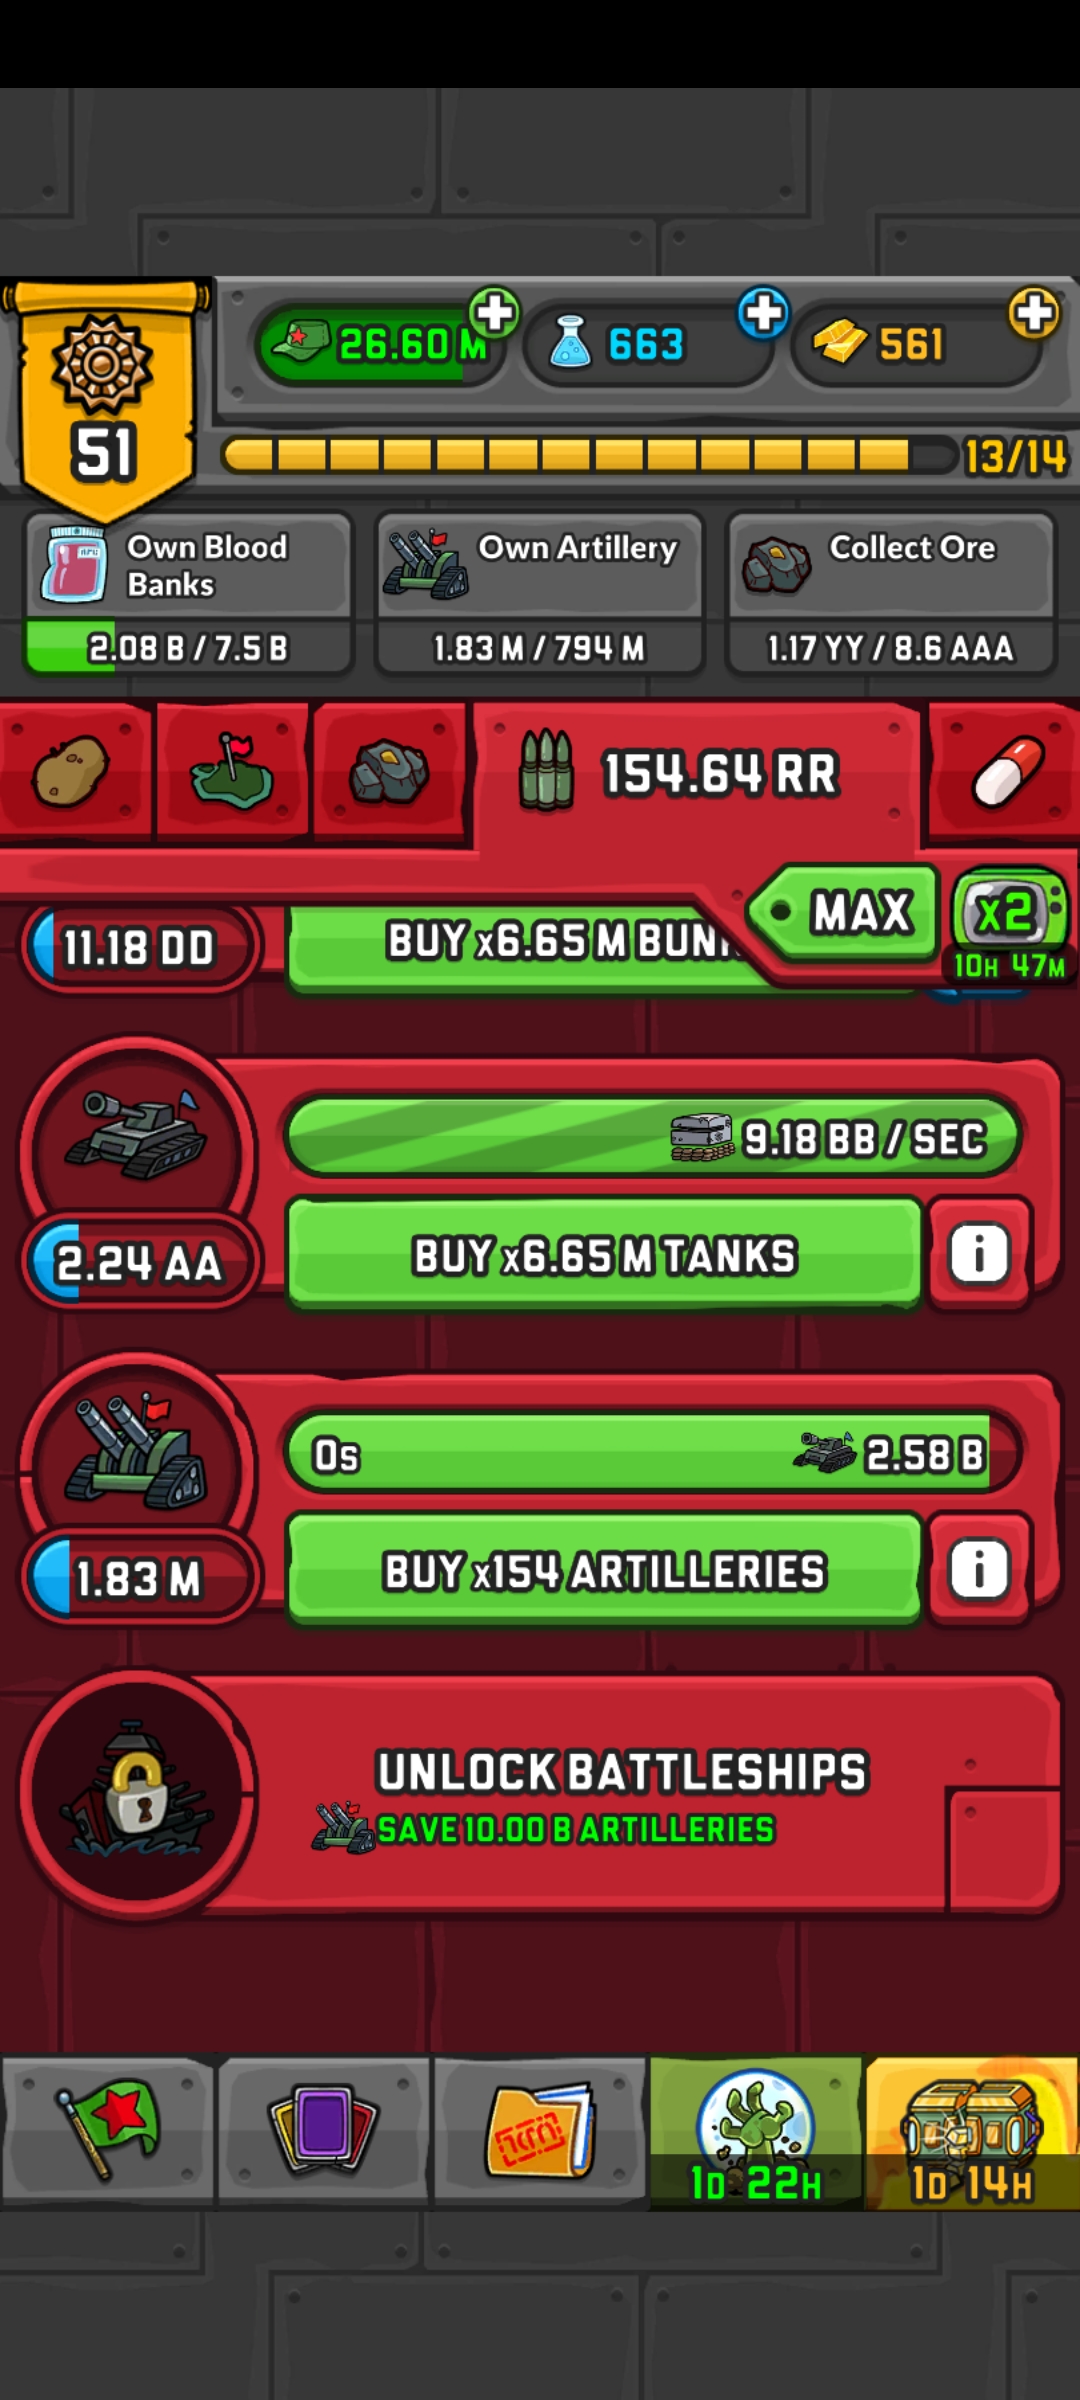 26.60 M
663
561
51
13/14
Own Blood
Banks
Own Artillery
Collect Ore
2.08 B / 7.5 B
1.83 M / 794 M
1.17 YY / 8.6 AAA
154.64 RR
MAX
x2
10H 47M
11.18 DD
BUY x6.65 M
9.18 BB / SEC
2.24 AA
BUY x6.65 M TANKS
i
0s
2.58 B
1.83 M
BUY x154 ARTILLERIES
i
UNLOCK BATTLESHIPS
SAVE 10.00 B ARTILLERIES
1D 22H
1D 14H